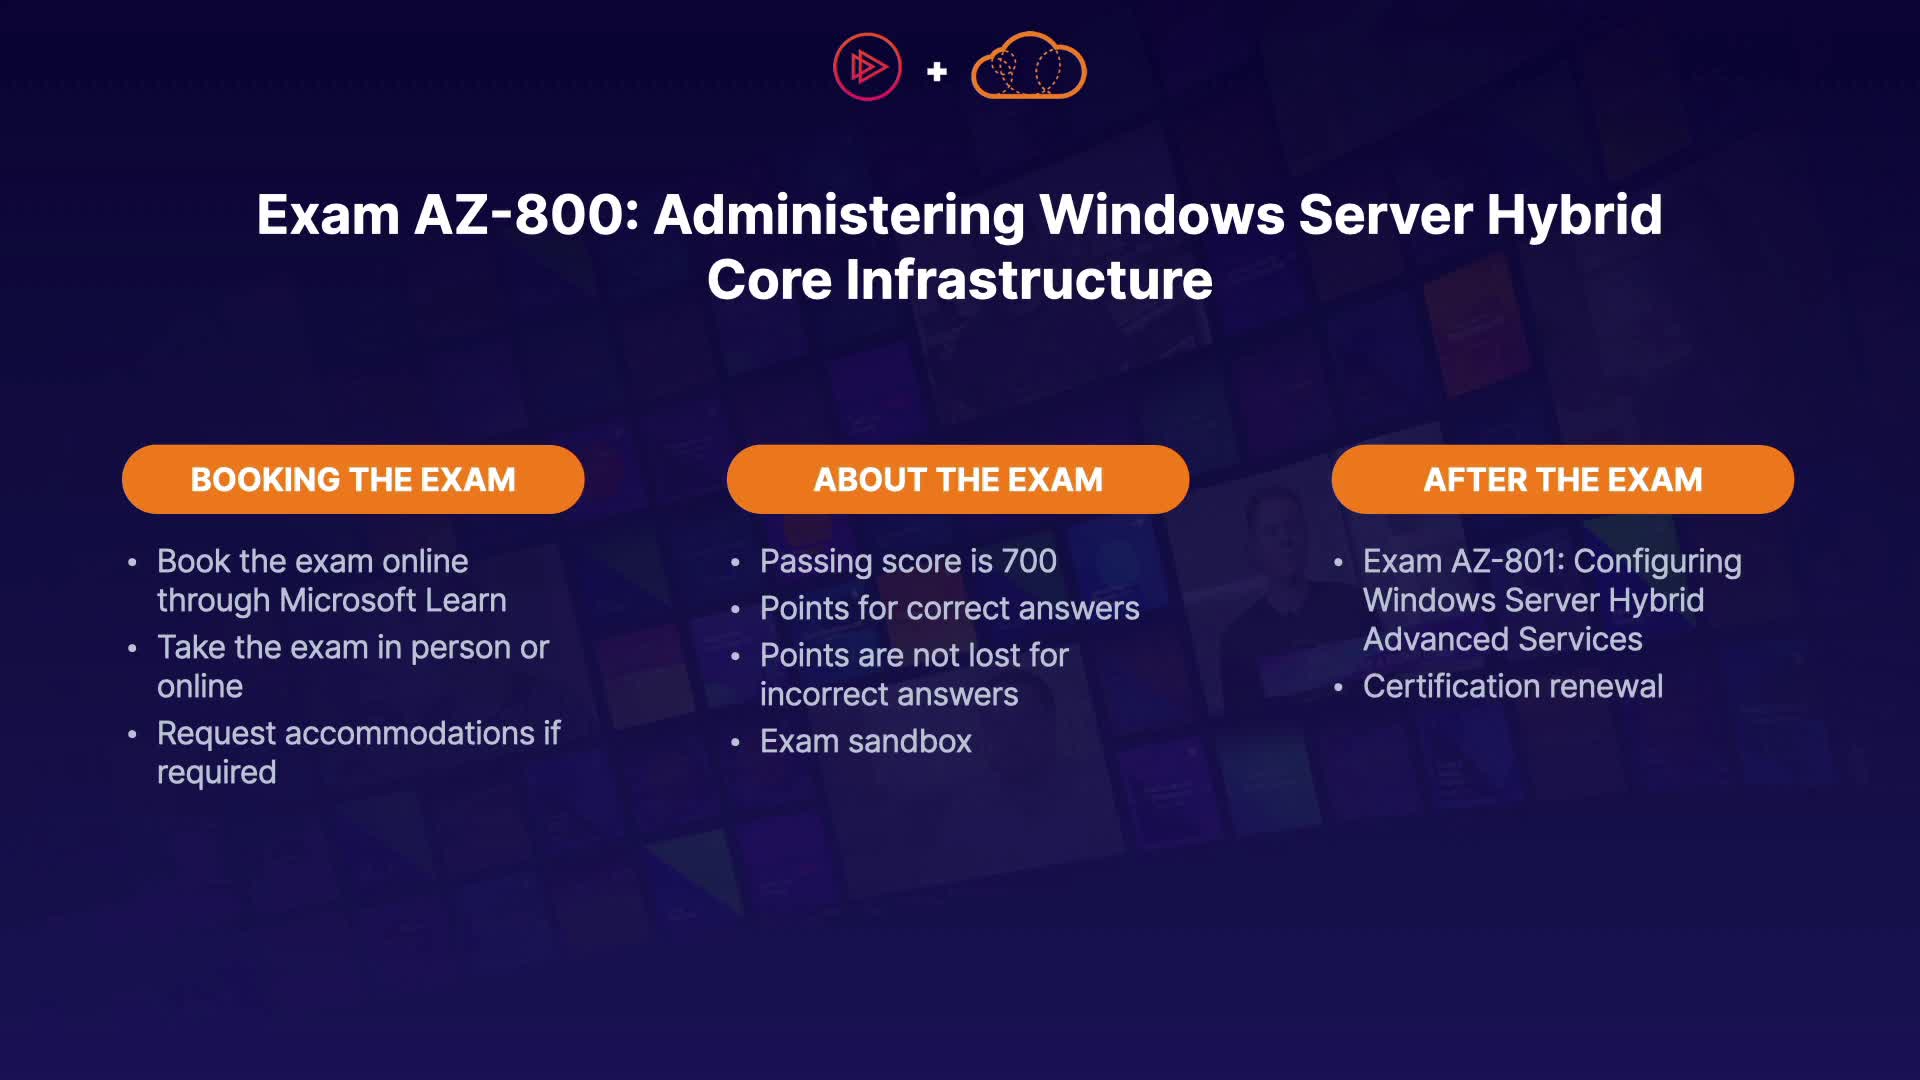 Exam AZ-800: Administering Windows Server Hybrid
Core Infrastructure
BOOKING THE EXAM
• Book the exam online
through Microsoft Learn
• Take the exam in person or
online
• Request accommodations if
required
ABOUT THE EXAM
• Passing score is 700
• Points for correct answers
• Points are not lost for
incorrect answers
• Exam sandbox
AFTER THE EXAM
• Exam AZ-801: Configuring
Windows Server Hybrid
Advanced Services
• Certification renewal